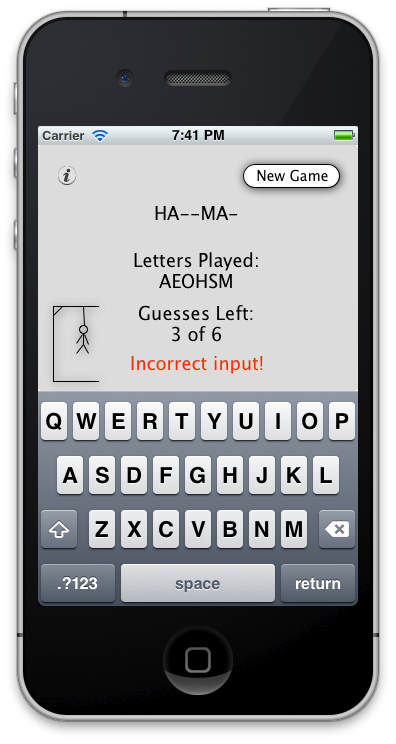 Carrier 7:41 PM
i New Game
HA--MA-
Letters Played:
AEOHSM
Guesses Left:
3 of 6
Incorrect input!
Q W E R T Y U I O P
A S D F G H J K L
Z X C V B N M
.?123 space return